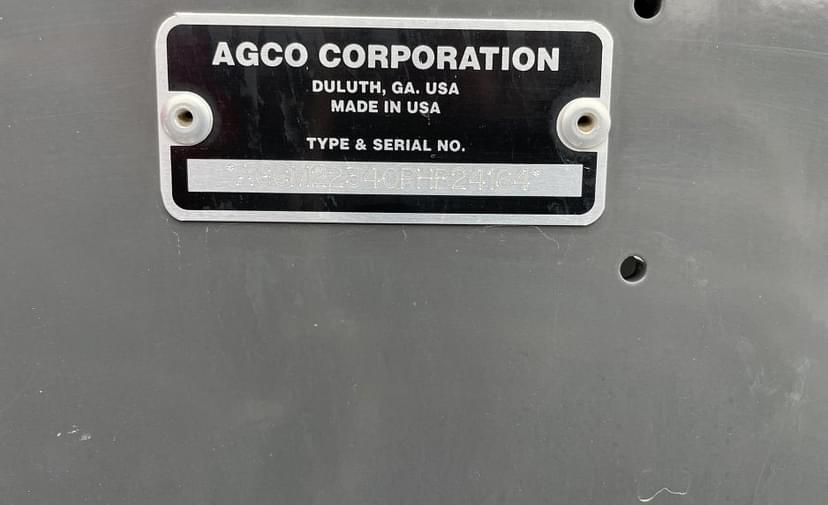 AGCO CORPORATION
DULUTH, GA. USA
MADE IN USA
TYPE & SERIAL NO.